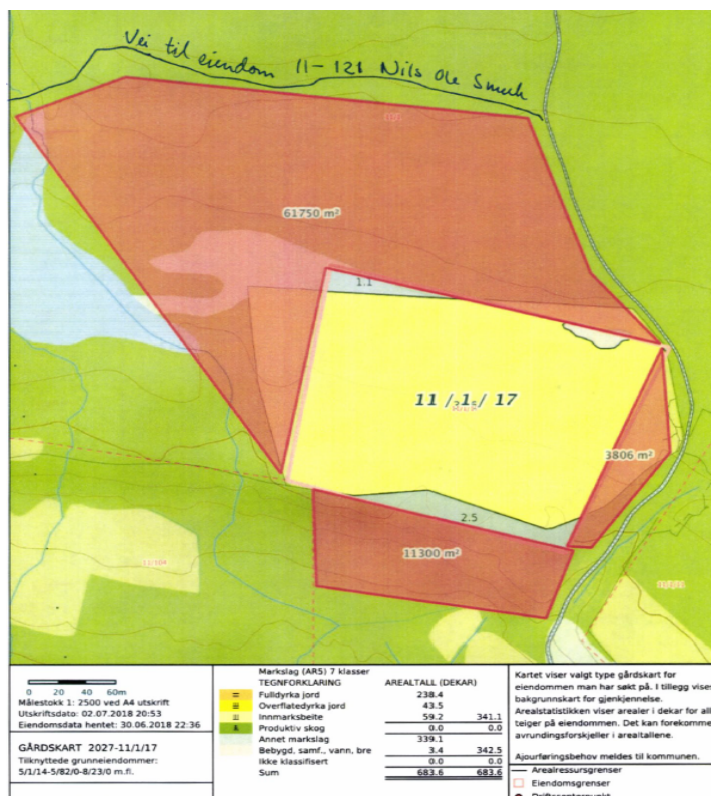 Vei til eiendom 11-121 Nils Ole Smuk
11/1
61750 m²
1.1
11 / 1 / 17
3806 m²
2.5
11300 m²
11/104
0 20 40 60m
Målestokk 1: 2500 ved A4 utskrift
Utskriftsdato: 02.07.2018 20:53
Eiendomsdata hentet: 30.06.2018 22:36
GÅRDSKART 2027-11/1/17
Tilknyttede grunneiendommer:
5/1/14-5/82/0-8/23/0 m.fl.
Markslag (AR5) 7 klasser
TEGNFORKLARING AREALTALL (DEKAR)
Fulldyrka jord 238.4
Overflatedyrka jord 43.5
Innmarksbeite 59.2 341.1
Produktiv skog 0.0 0.0
Annet markslag 339.1
Bebygd, samf., vann, bre 3.4 342.5
Ikke klassifisert 0.0 0.0
Sum 683.6 683.6
Kartet viser valgt type gårdskart for
eiendommen man har søkt på. I tillegg vises
bakgrunnskart for gjenkjennelse.
Arealstatistikken viser arealer i dekar for all
teiger på eiendommen. Det kan forekomme
avrundingsforskjeller i arealtallene.
Ajourføringsbehov meldes til kommunen.
Arealressursgrenser
Eiendomsgrenser
Driftssenterpunkt